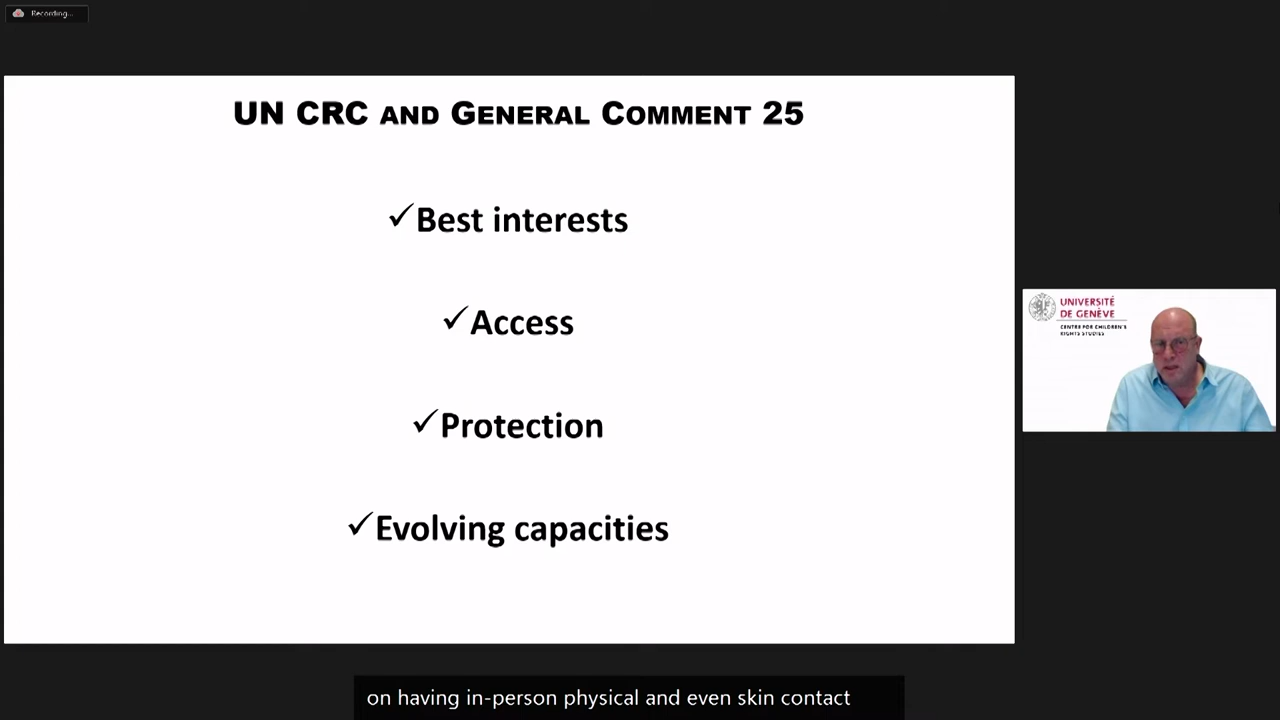 Recording...
UN CRC AND GENERAL COMMENT 25
✓Best interests
✓Access
✓Protection
✓Evolving capacities
UNIVERSITÉ
DE GENÈVE
CENTRE FOR CHILDREN'S
RIGHTS STUDIES
on having in-person physical and even skin contact